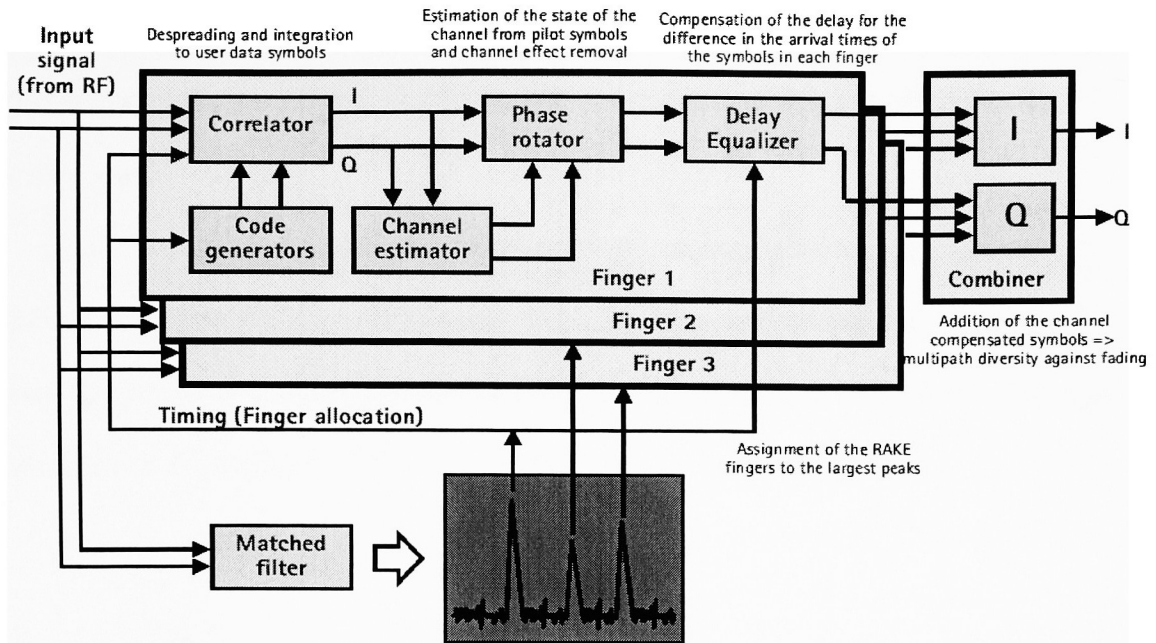 Input
signal
(from RF)
Despreading and integration
to user data symbols
Estimation of the state of the
channel from pilot symbols
and channel effect removal
Compensation of the delay for the
difference in the arrival times of
the symbols in each finger
Correlator
I
Q
Phase
rotator
Delay
Equalizer
I
I
Code
generators
Channel
estimator
Q
Q
Finger 1
Combiner
Finger 2
Finger 3
Addition of the channel
compensated symbols =>
multipath diversity against fading
Timing (Finger allocation)
Assignment of the RAKE
fingers to the largest peaks
Matched
filter